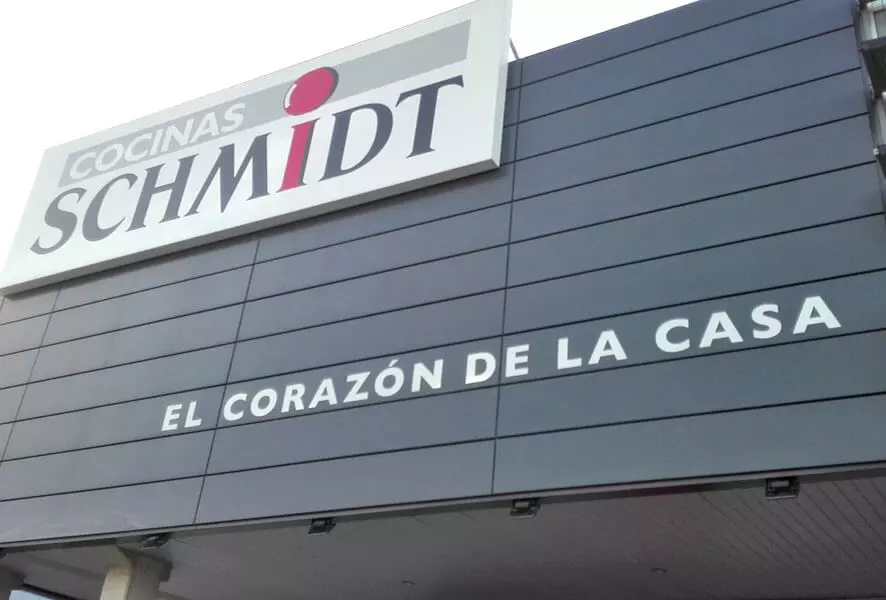 COCINAS
SCHMIDT
EL CORAZÓN DE LA CASA